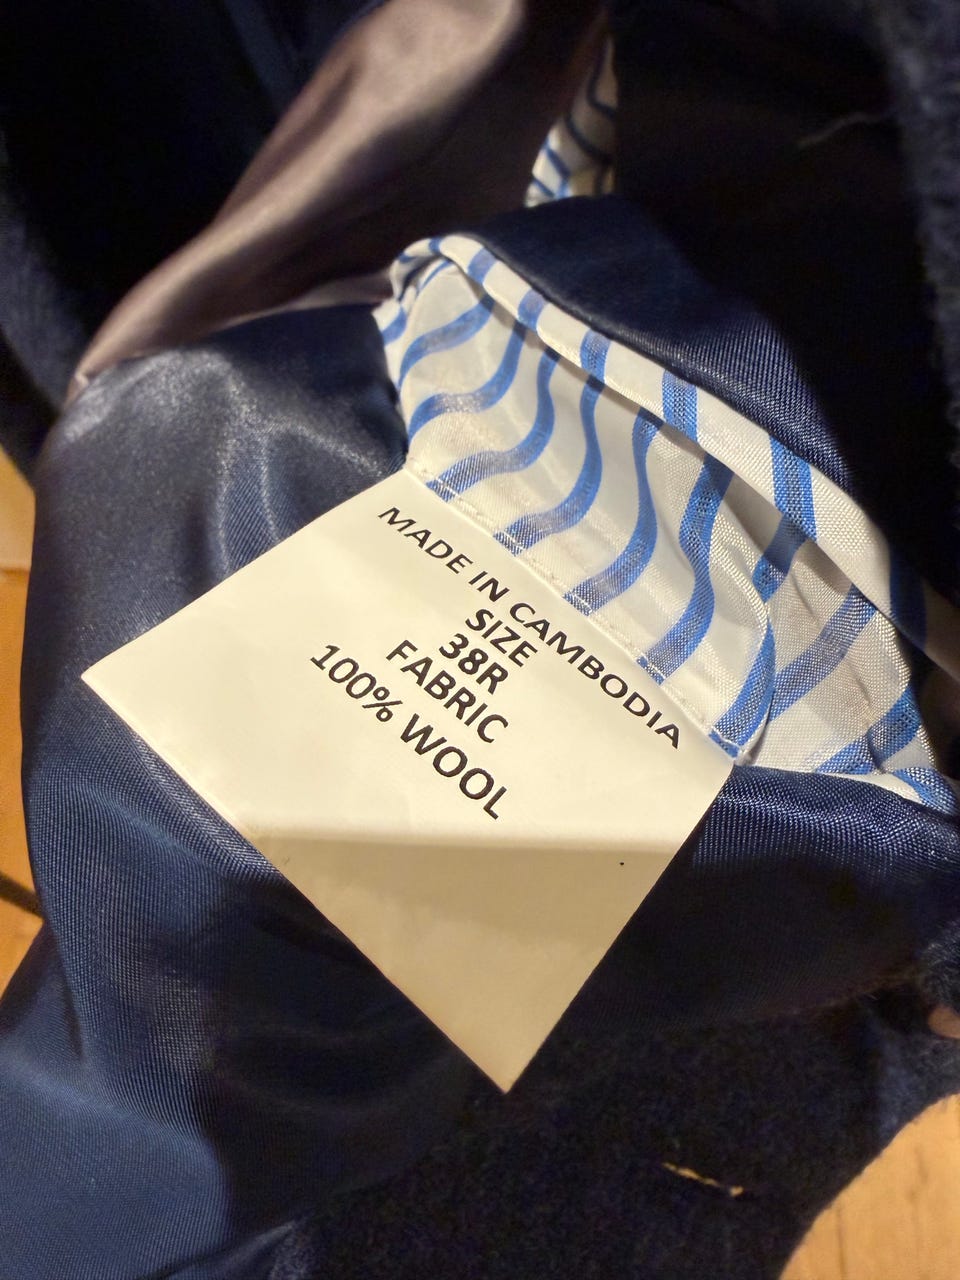 MADE IN CAMBODIA
SIZE
38R
FABRIC
100% WOOL